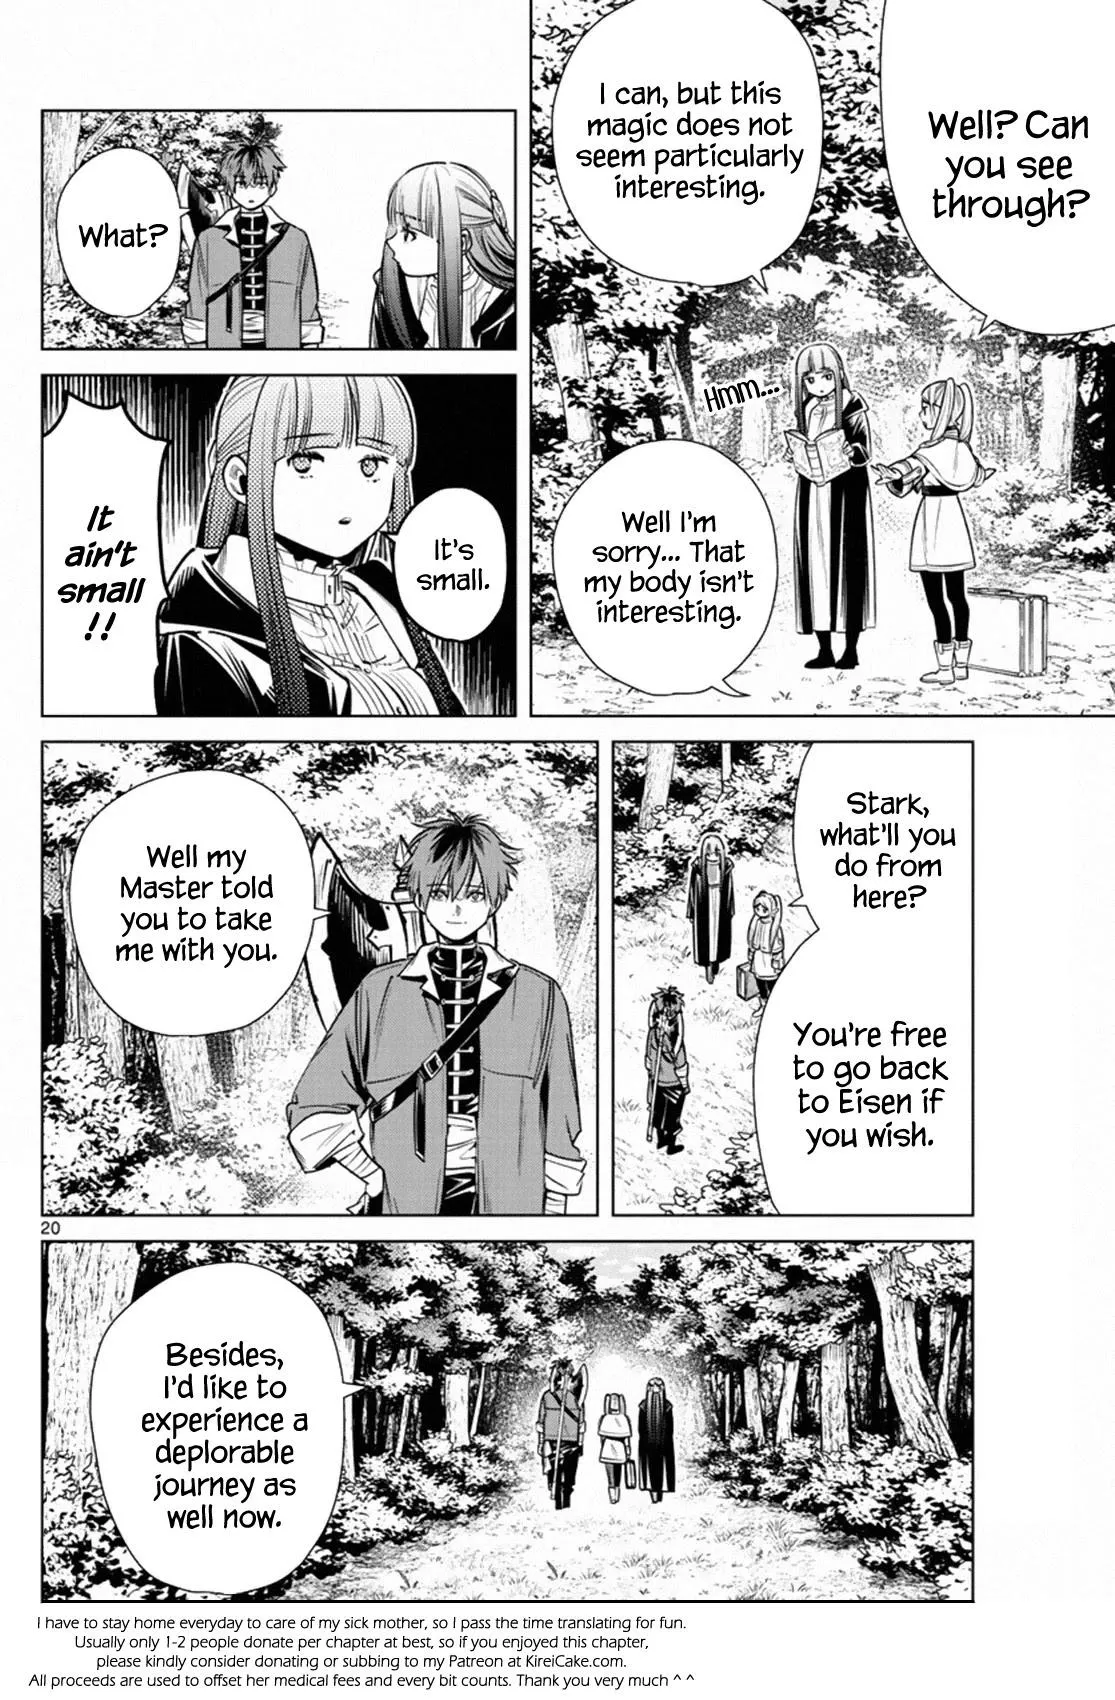 Well? Can
you see
through?
I can, but this
magic does not
seem particularly
interesting.
Hmm...
Well I'm
sorry... That
my body isn't
interesting.
What?
It's
small.
It
ain't
small
!!
Stark,
what'll you
do from
here?
You're free
to go back
to Eisen if
you wish.
Well my
Master told
you to take
me with you.
20
Besides,
I'd like to
experience a
deplorable
journey as
well now.
I have to stay home everyday to care of my sick mother, so I pass the time translating for fun.
Usually only 1-2 people donate per chapter at best, so if you enjoyed this chapter,
please kindly consider donating or subbing to my Patreon at KireiCake.com.
All proceeds are used to offset her medical fees and every bit counts. Thank you very much ^ ^